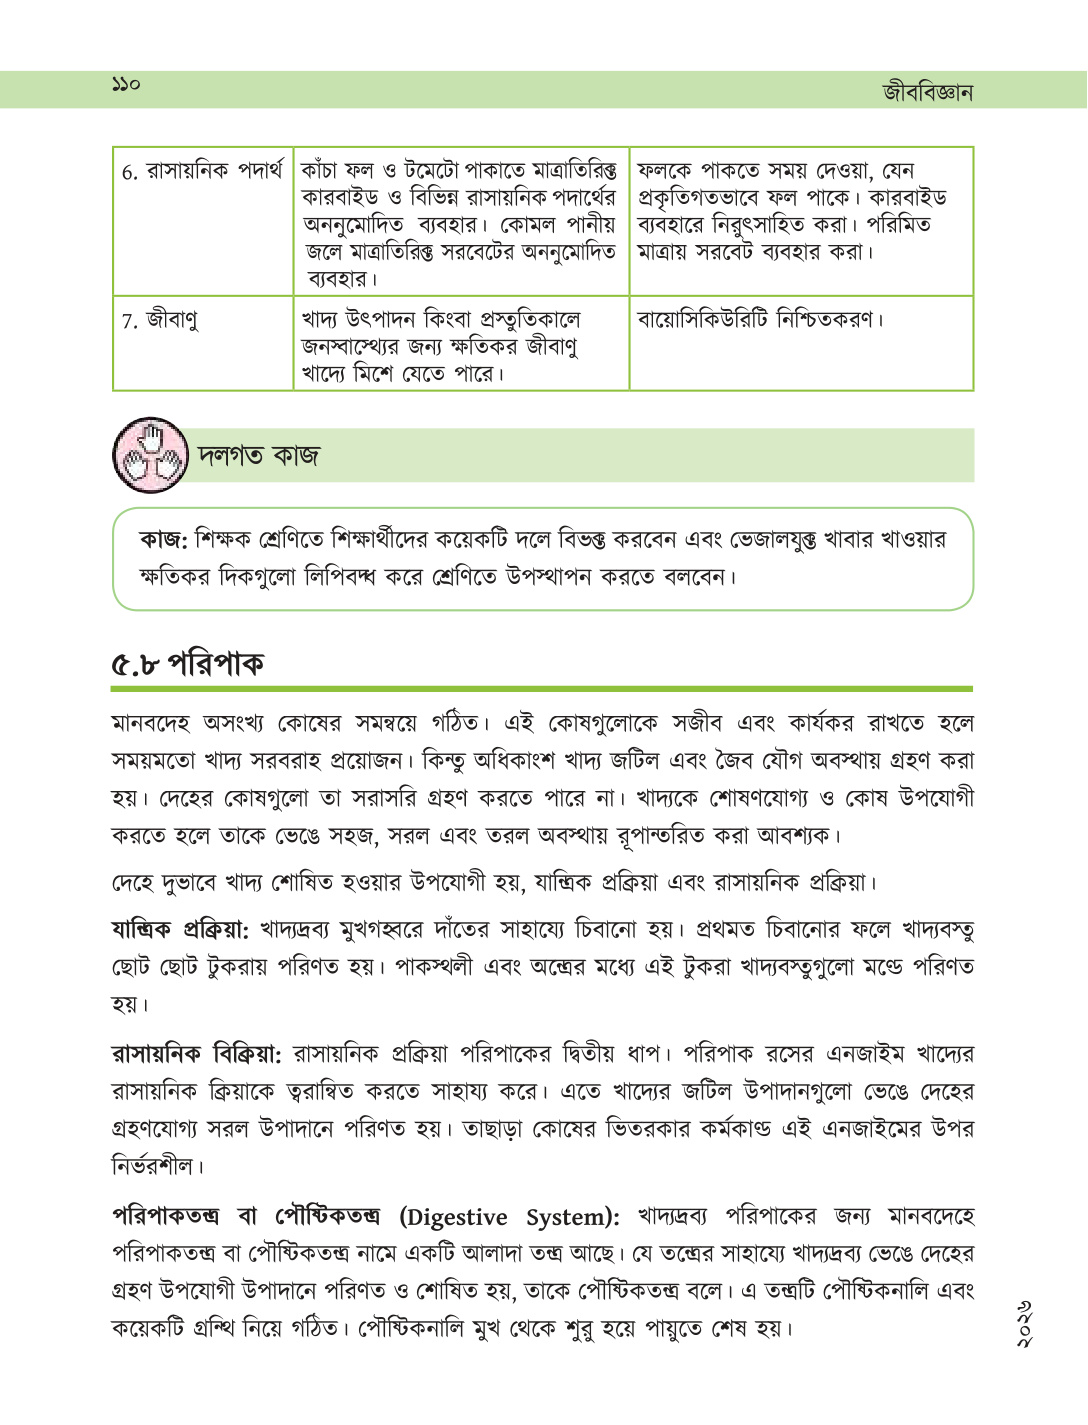 ১১০
জীববিজ্ঞান
6. রাসায়নিক পদার্থ
কাঁচা ফল ও টমেটো পাকাতে মাত্রাতিরিক্ত
কারবাইড ও বিভিন্ন রাসায়নিক পদার্থের
অননুমোদিত ব্যবহার। কোমল পানীয়
জলে মাত্রাতিরিক্ত সরবেটের অননুমোদিত
ব্যবহার।
ফলকে পাকতে সময় দেওয়া, যেন
প্রকৃতিগতভাবে ফল পাকে। কারবাইড
ব্যবহারে নিরুৎসাহিত করা। পরিমিত
মাত্রায় সরবেট ব্যবহার করা।
7. জীবাণু
খাদ্য উৎপাদন কিংবা প্রস্তুতিকালে
জনস্বাস্থ্যের জন্য ক্ষতিকর জীবাণু
খাদ্যে মিশে যেতে পারে।
বায়োসিকিউরিটি নিশ্চিতকরণ।
দলগত কাজ
কাজ: শিক্ষক শ্রেণিতে শিক্ষার্থীদের কয়েকটি দলে বিভক্ত করবেন এবং ভেজালযুক্ত খাবার খাওয়ার
ক্ষতিকর দিকগুলো লিপিবদ্ধ করে শ্রেণিতে উপস্থাপন করতে বলবেন।
৫.৮ পরিপাক
মানবদেহ অসংখ্য কোষের সমন্বয়ে গঠিত। এই কোষগুলোকে সজীব এবং কার্যকর রাখতে হলে
সময়মতো খাদ্য সরবরাহ প্রয়োজন। কিন্তু অধিকাংশ খাদ্য জটিল এবং জৈব যৌগ অবস্থায় গ্রহণ করা
হয়। দেহের কোষগুলো তা সরাসরি গ্রহণ করতে পারে না। খাদ্যকে শোষণযোগ্য ও কোষ উপযোগী
করতে হলে তাকে ভেঙে সহজ, সরল এবং তরল অবস্থায় রূপান্তরিত করা আবশ্যক।
দেহে দুভাবে খাদ্য শোষিত হওয়ার উপযোগী হয়, যান্ত্রিক প্রক্রিয়া এবং রাসায়নিক প্রক্রিয়া।
যান্ত্রিক প্রক্রিয়া: খাদ্যদ্রব্য মুখগহ্বরে দাঁতের সাহায্যে চিবানো হয়। প্রথমত চিবানোর ফলে খাদ্যবস্তু
ছোট ছোট টুকরায় পরিণত হয়। পাকস্থলী এবং অন্ত্রের মধ্যে এই টুকরা খাদ্যবস্তুগুলো মণ্ডে পরিণত
হয়।
রাসায়নিক বিক্রিয়া: রাসায়নিক প্রক্রিয়া পরিপাকের দ্বিতীয় ধাপ। পরিপাক রসের এনজাইম খাদ্যের
রাসায়নিক ক্রিয়াকে ত্বরান্বিত করতে সাহায্য করে। এতে খাদ্যের জটিল উপাদানগুলো ভেঙে দেহের
গ্রহণযোগ্য সরল উপাদানে পরিণত হয়। তাছাড়া কোষের ভিতরকার কর্মকাণ্ড এই এনজাইমের উপর
নির্ভরশীল।
পরিপাকতন্ত্র বা পৌষ্টিকতন্ত্র (Digestive System): খাদ্যদ্রব্য পরিপাকের জন্য মানবদেহে
পরিপাকতন্ত্র বা পৌষ্টিকতন্ত্র নামে একটি আলাদা তন্ত্র আছে। যে তন্ত্রের সাহায্যে খাদ্যদ্রব্য ভেঙে দেহের
গ্রহণ উপযোগী উপাদানে পরিণত ও শোষিত হয়, তাকে পৌষ্টিকতন্ত্র বলে। এ তন্ত্রটি পৌষ্টিকনালি এবং
কয়েকটি গ্রন্থি নিয়ে গঠিত। পৌষ্টিকনালি মুখ থেকে শুরু হয়ে পায়ুতে শেষ হয়।
২০২৬